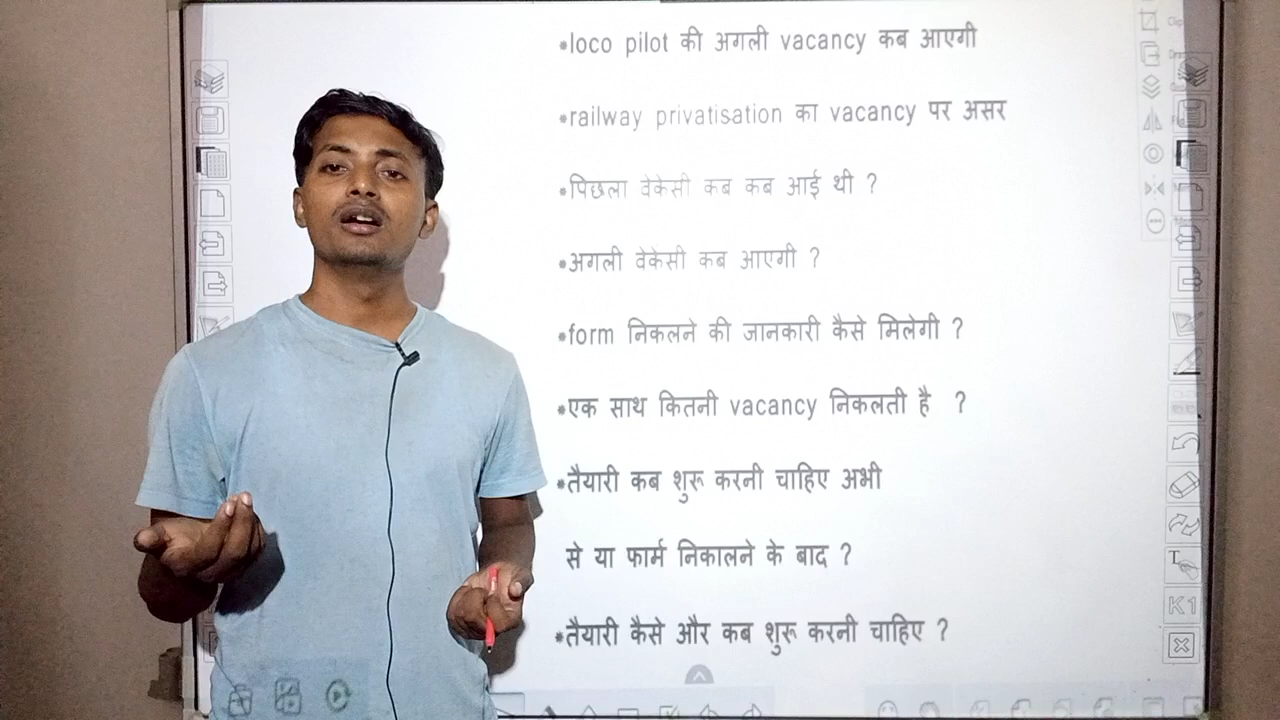 •loco pilot की अगली vacancy कब आएगी
•railway privatisation का vacancy पर असर
•पिछला वेकेसी कब कब आई थी ?
•अगली वेकेसी कब आएगी ?
•form निकलने की जानकारी कैसे मिलेगी ?
•एक साथ कितनी vacancy निकलती है ?
•तैयारी कब शुरू करनी चाहिए अभी
से या फार्म निकालने के बाद ?
•तैयारी कैसे और कब शुरू करनी चाहिए ?
K1